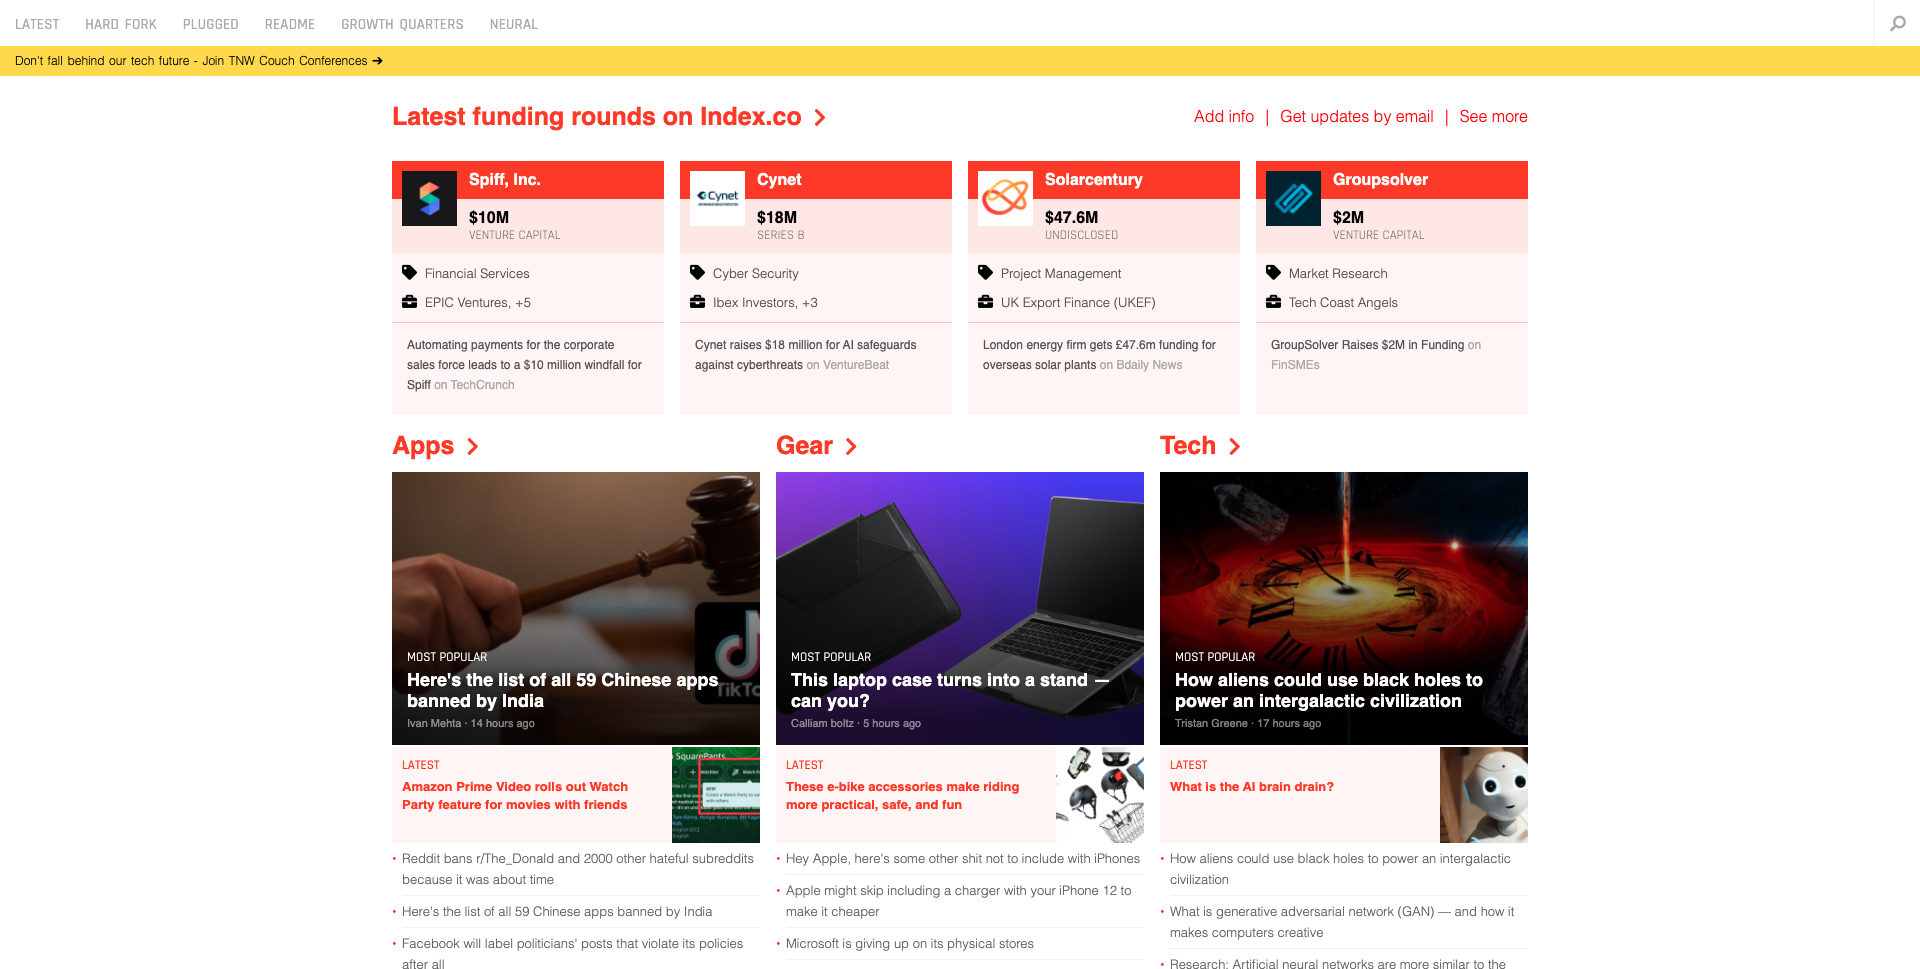 LATEST HARD FORK PLUGGED README GROWTH QUARTERS NEURAL
Don't fall behind our tech future - Join TNW Couch Conferences ➔
Latest funding rounds on Index.co
Add info | Get updates by email | See more
Spiff, Inc.
$10M
VENTURE CAPITAL
Financial Services
EPIC Ventures, +5
Automating payments for the corporate
sales force leads to a $10 million windfall for
Spiff on TechCrunch
Cynet
Cynet
$18M
SERIES B
Cyber Security
Ibex Investors, +3
Cynet raises $18 million for AI safeguards
against cyberthreats on VentureBeat
Solarcentury
$47.6M
UNDISCLOSED
Project Management
UK Export Finance (UKEF)
London energy firm gets £47.6m funding for
overseas solar plants on Bdaily News
Groupsolver
$2M
VENTURE CAPITAL
Market Research
Tech Coast Angels
GroupSolver Raises $2M in Funding on
FinSMEs
Apps
TikTo
MOST POPULAR
Here's the list of all 59 Chinese apps
banned by India
Ivan Mehta · 14 hours ago
LATEST
Amazon Prime Video rolls out Watch
Party feature for movies with friends
SquarePants
NEW
• Reddit bans r/The_Donald and 2000 other hateful subreddits
because it was about time
• Here's the list of all 59 Chinese apps banned by India
• Facebook will label politicians' posts that violate its policies
after all
Gear
MOST POPULAR
This laptop case turns into a stand —
can you?
Calliam boltz · 5 hours ago
LATEST
These e-bike accessories make riding
more practical, safe, and fun
• Hey Apple, here's some other shit not to include with iPhones
• Apple might skip including a charger with your iPhone 12 to
make it cheaper
• Microsoft is giving up on its physical stores
Tech
MOST POPULAR
How aliens could use black holes to
power an intergalactic civilization
Tristan Greene · 17 hours ago
LATEST
What is the AI brain drain?
• How aliens could use black holes to power an intergalactic
civilization
• What is generative adversarial network (GAN) — and how it
makes computers creative
• Research: Artificial neural networks are more similar to the